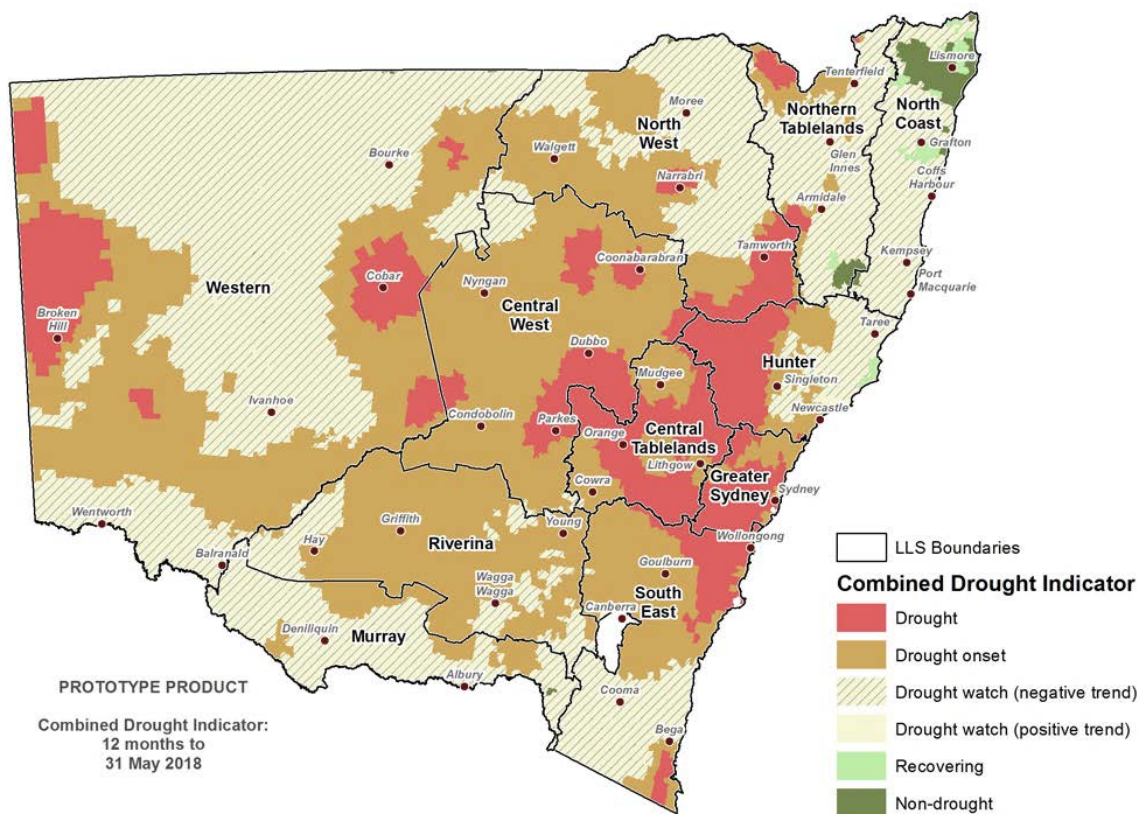 Lismore
Tenterfield
Northern
Tablelands
North
Coast
Moree
North
West
Grafton
Bourke
Walgett
Glen
Innes
Coffs
Harbour
Narrabri
Armidale
Tamworth
Kempsey
Coonabarabran
Port
Macquarie
Western
Cobar
Nyngan
Central
West
Broken
Hill
Taree
Dubbo
Hunter
Mudgee
Singleton
Ivanhoe
Newcastle
Condobolin
Parkes
Orange
Central
Tablelands
Lithgow
Greater
Sydney
Cowra
Sydney
Wentworth
Griffith
Young
Hay
Riverina
Wollongong
Balranald
Goulburn
Wagga
Wagga
South
East
Canberra
Deniliquin
Murray
Albury
Cooma
Bega
PROTOTYPE PRODUCT
Combined Drought Indicator:
12 months to
31 May 2018
LLS Boundaries
Combined Drought Indicator
Drought
Drought onset
Drought watch (negative trend)
Drought watch (positive trend)
Recovering
Non-drought